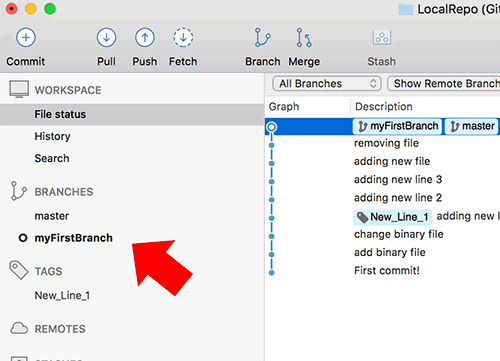 LocalRepo (Git
Commit Pull Push Fetch Branch Merge Stash
WORKSPACE
File status
History
Search
BRANCHES
master
myFirstBranch
TAGS
New_Line_1
REMOTES
All Branches Show Remote Branch
Graph Description
myFirstBranch master
removing file
adding new file
adding new line 3
adding new line 2
New_Line_1 adding new l
change binary file
add binary file
First commit!